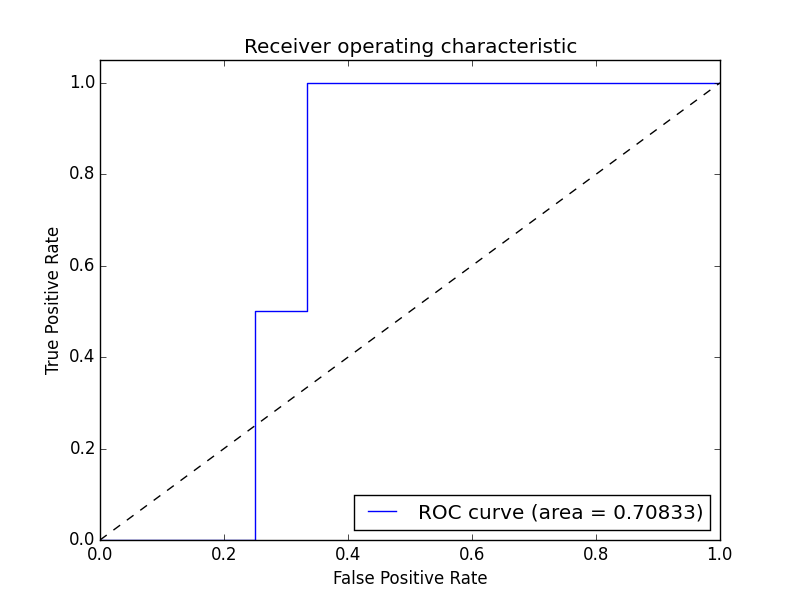 Receiver operating characteristic
1.0
0.8
0.6
0.4
0.2
0.0
True Positive Rate
ROC curve (area = 0.70833)
0.0 0.2 0.4 0.6 0.8 1.0
False Positive Rate